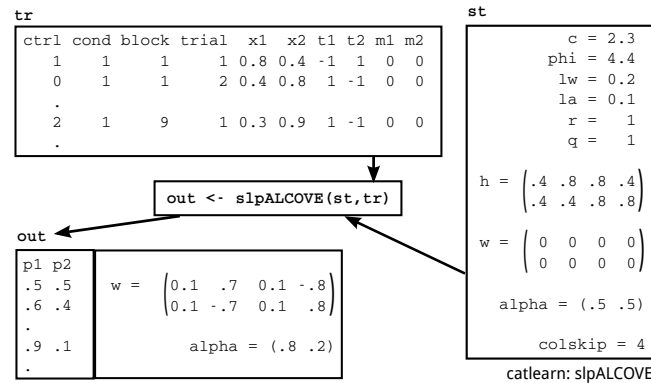 tr
ctrl cond block trial x1 x2 t1 t2 m1 m2
1 1 1 1 0.8 0.4 -1 1 0 0
0 1 1 2 0.4 0.8 1 -1 0 0
.
2 1 9 1 0.3 0.9 1 -1 0 0
.
st
c = 2.3
phi = 4.4
lw = 0.2
la = 0.1
r = 1
q = 1
h = (.4 .8 .8 .4
.4 .4 .8 .8)
w = (0 0 0 0
0 0 0 0)
alpha = (.5 .5)
colskip = 4
out <- slpALCOVE(st,tr)
out
p1 p2
.5 .5
.6 .4
.
.9 .1
.
w = (0.1 .7 0.1 -.8
0.1 -.7 0.1 .8)
alpha = (.8 .2)
catlearn: slpALCOVE